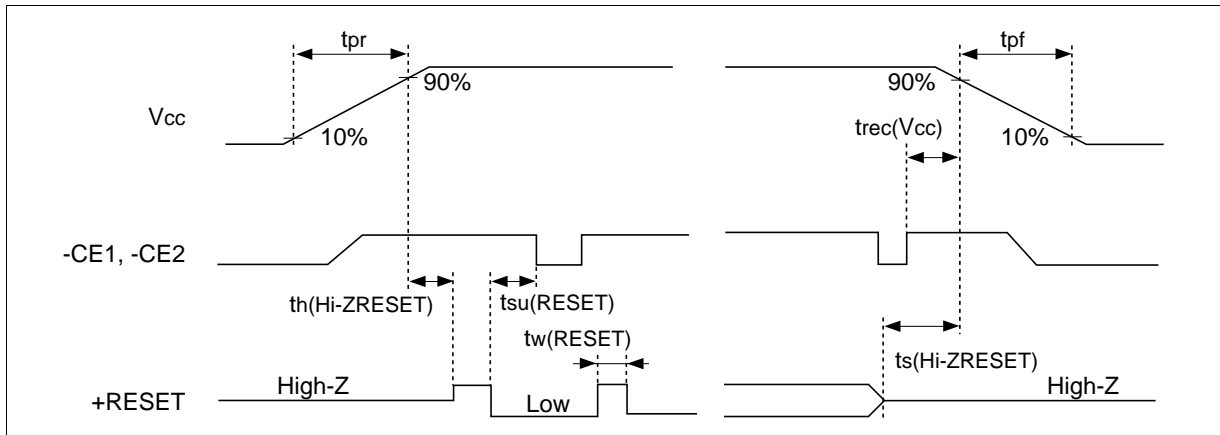 tpr
tpf
90%
90%
Vcc
trec(Vcc)
10%
10%
-CE1, -CE2
th(Hi-ZRESET)
tsu(RESET)
tw(RESET)
ts(Hi-ZRESET)
High-Z
High-Z
+RESET
Low